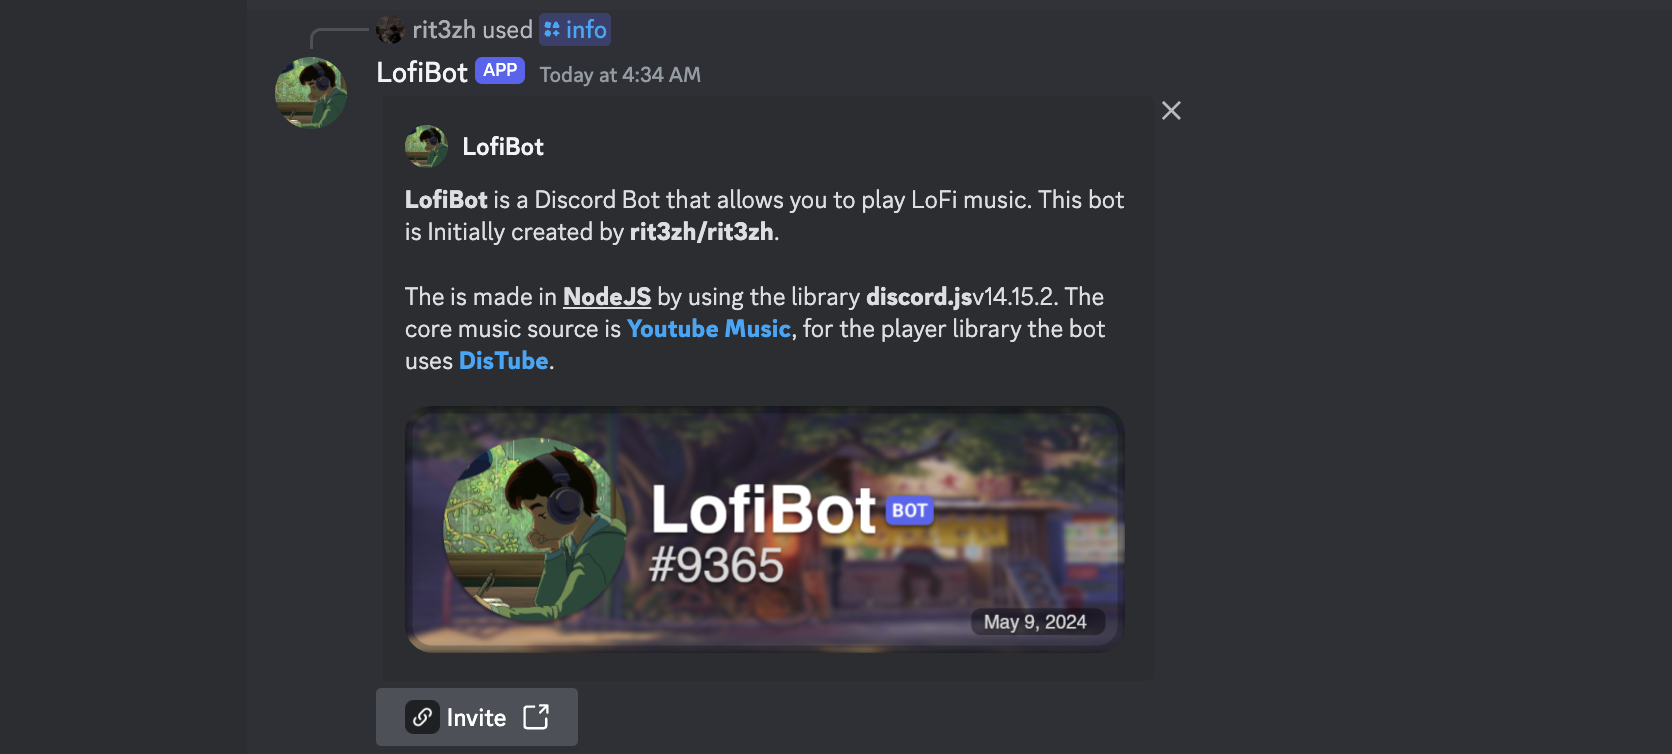 rit3zh used info
LofiBot APP Today at 4:34 AM
LofiBot
LofiBot is a Discord Bot that allows you to play LoFi music. This bot
is Initially created by rit3zh/rit3zh.
The is made in NodeJS by using the library discord.jsv14.15.2. The
core music source is Youtube Music, for the player library the bot
uses DisTube.
LofiBot BOT
#9365
May 9, 2024
Invite